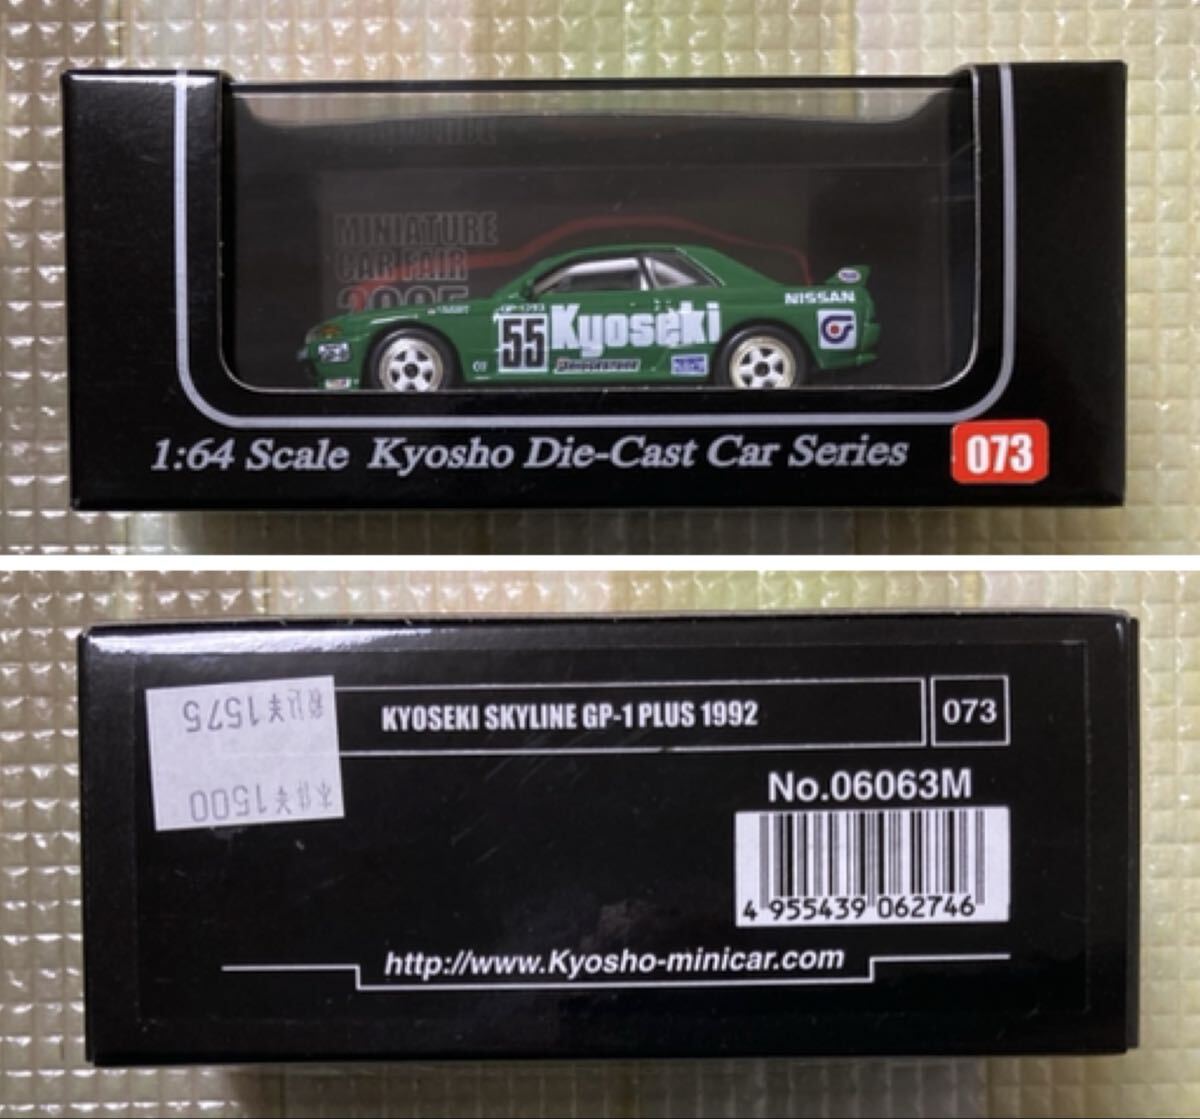 MINIATURE
CAR FAIR
2005
NISSAN
55
Kyoseki
1:64 Scale Kyosho Die-Cast Car Series
073
税込¥1575
本体¥1500
KYOSEKI SKYLINE GP-1 PLUS 1992
073
No.06063M
4 955439 062746
http://www.Kyosho-minicar.com